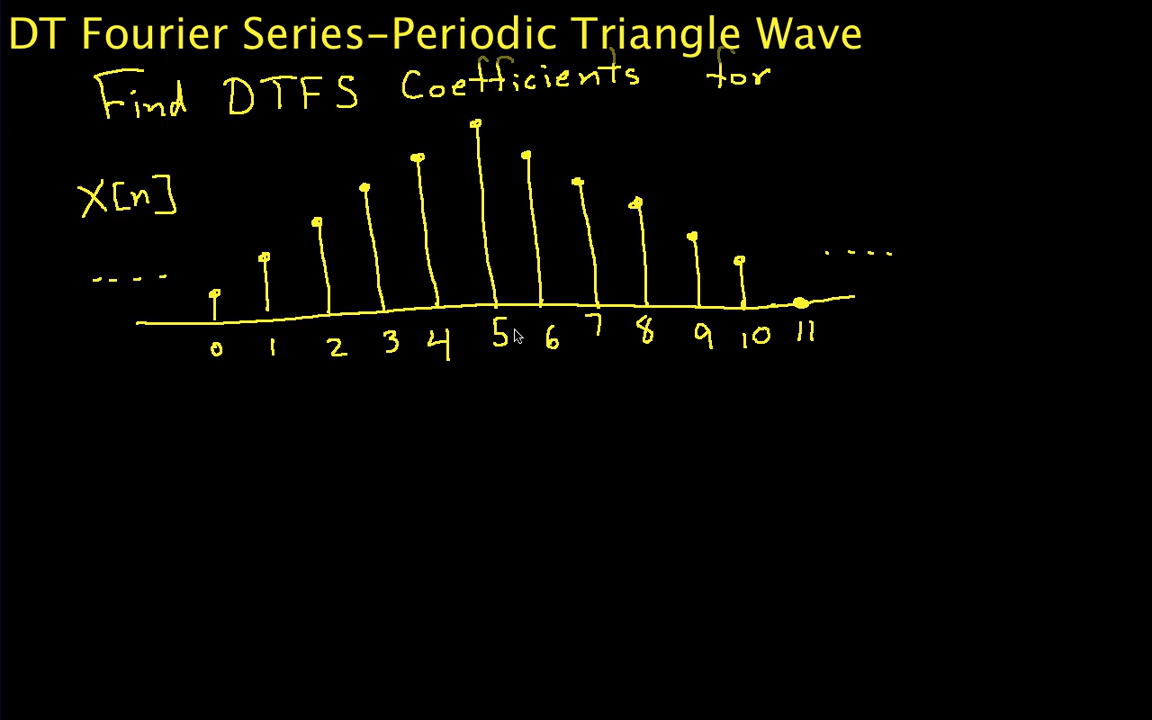 DT Fourier Series-Periodic Triangle Wave
Find DTFS Coefficients for
X[n]
.... ....
0 1 2 3 4 5 6 7 8 9 10 11